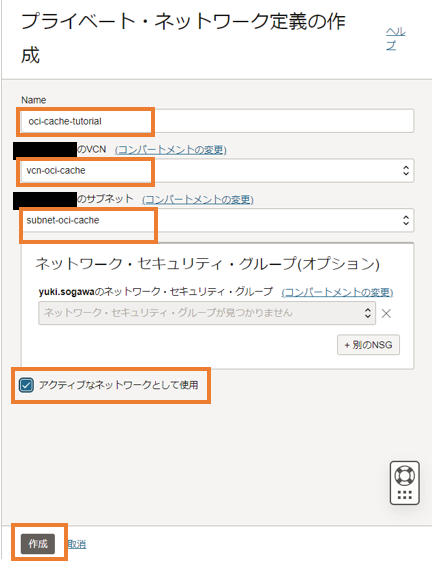 プライベート・ネットワーク定義の作
成
ヘル
プ
Name
oci-cache-tutorial
のVCN (コンパートメントの変更)
vcn-oci-cache
のサブネット (コンパートメントの変更)
subnet-oci-cache
ネットワーク・セキュリティ・グループ(オプション)
yuki.sogawaのネットワーク・セキュリティ・グループ (コンパートメントの変更)
ネットワーク・セキュリティ・グループが見つかりません
+ 別のNSG
アクティブなネットワークとして使用
作成 取消